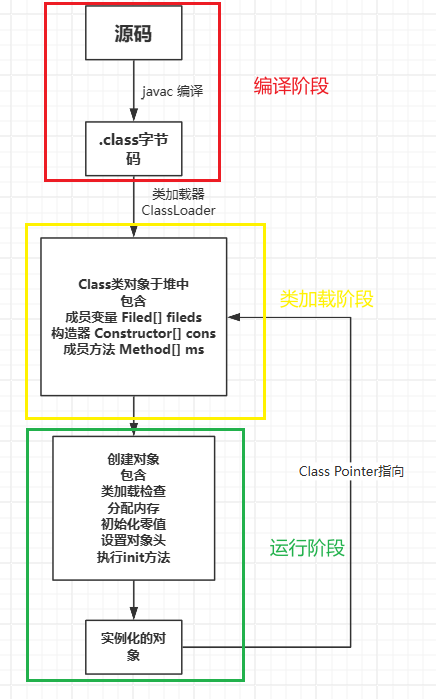 源码
javac 编译
编译阶段
.class字节
码
类加载器
ClassLoader
Class类对象于堆中
包含
成员变量 Filed[] fileds
构造器 Constructor[] cons
成员方法 Method[] ms
类加载阶段
创建对象
包含
类加载检查
分配内存
初始化零值
设置对象头
执行init方法
Class Pointer指向
运行阶段
实例化的对
象